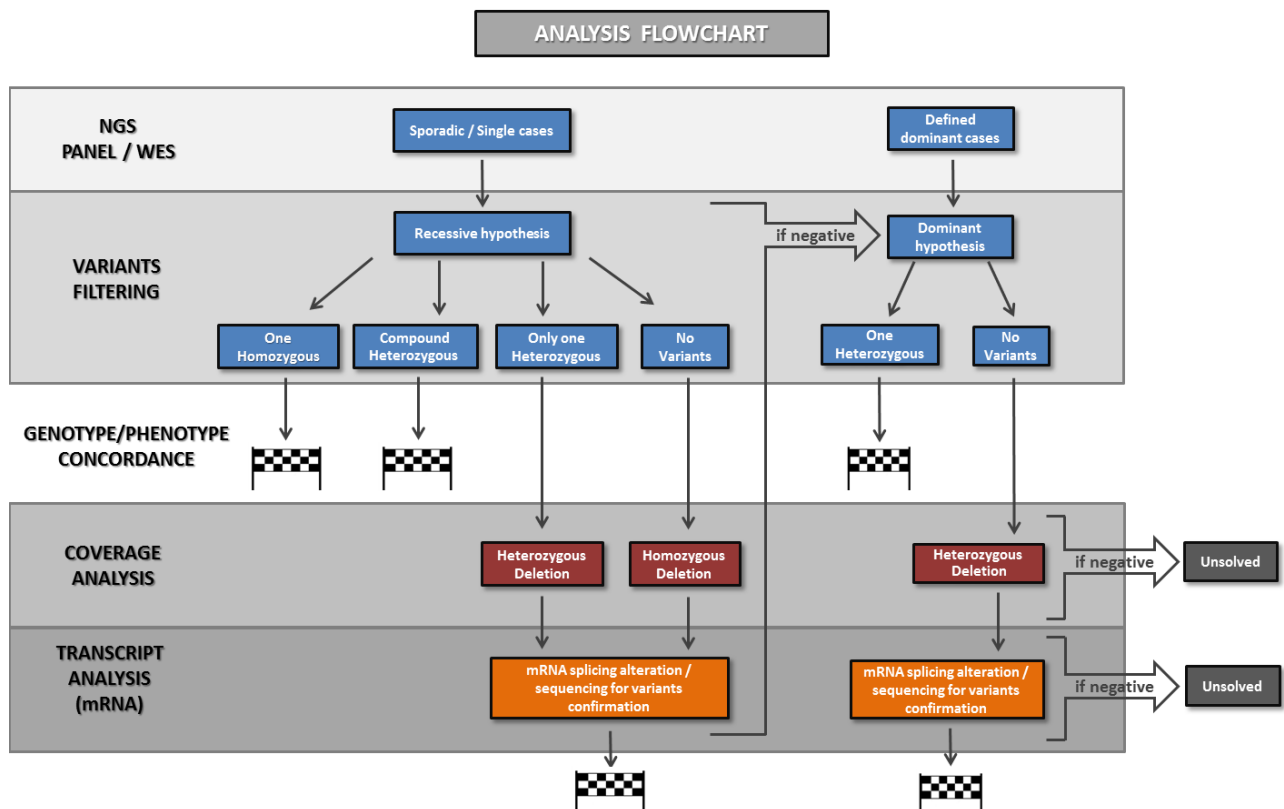 ANALYSIS FLOWCHART
NGS
PANEL / WES
Sporadic / Single cases
Defined
dominant cases
VARIANTS
FILTERING
Recessive hypothesis
if negative
Dominant
hypothesis
One
Homozygous
Compound
Heterozygous
Only one
Heterozygous
No
Variants
One
Heterozygous
No
Variants
GENOTYPE/PHENOTYPE
CONCORDANCE
COVERAGE
ANALYSIS
Heterozygous
Deletion
Homozygous
Deletion
Heterozygous
Deletion
if negative
Unsolved
TRANSCRIPT
ANALYSIS
(mRNA)
mRNA splicing alteration /
sequencing for variants
confirmation
mRNA splicing alteration /
sequencing for variants
confirmation
if negative
Unsolved